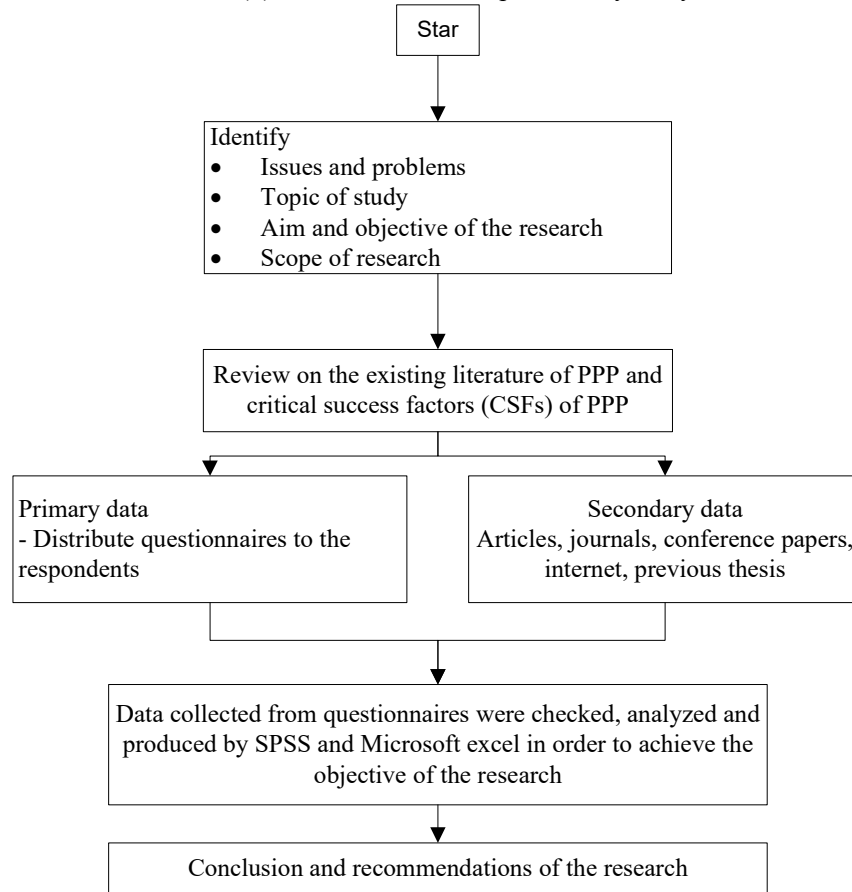 Star
Identify
• Issues and problems
• Topic of study
• Aim and objective of the research
• Scope of research
Review on the existing literature of PPP and
critical success factors (CSFs) of PPP
Primary data
- Distribute questionnaires to the
respondents
Secondary data
Articles, journals, conference papers,
internet, previous thesis
Data collected from questionnaires were checked, analyzed and
produced by SPSS and Microsoft excel in order to achieve the
objective of the research
Conclusion and recommendations of the research